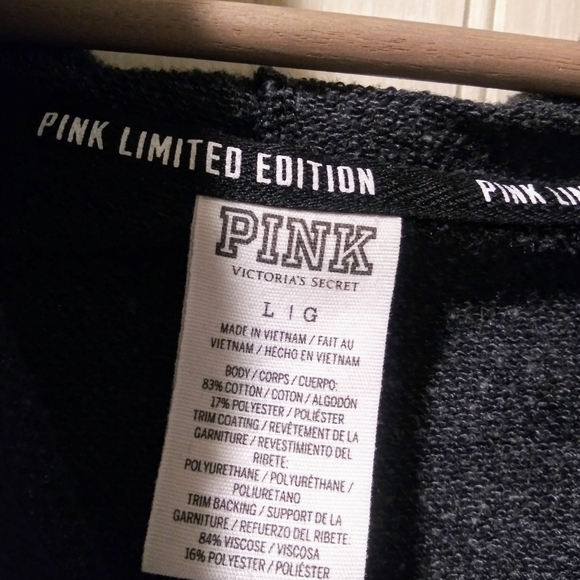 PINK LIMITED EDITION
PINK
PINK
VICTORIA'S SECRET
L | G
MADE IN VIETNAM / FAIT AU
VIETNAM / HECHO EN VIETNAM
BODY / CORPS / CUERPO:
83% COTTON / COTON / ALGODÓN
17% POLYESTER / POLIÉSTER
TRIM COATING / REVÊTEMENT DE LA
GARNITURE / REVESTIMIENTO DEL
RIBETE:
POLYURETHANE / POLYURÉTHANE /
POLIURETANO
TRIM BACKING / SUPPORT DE LA
GARNITURE / REFUERZO DEL RIBETE:
84% VISCOSE / VISCOSA
16% POLYESTER / POLIÉSTER